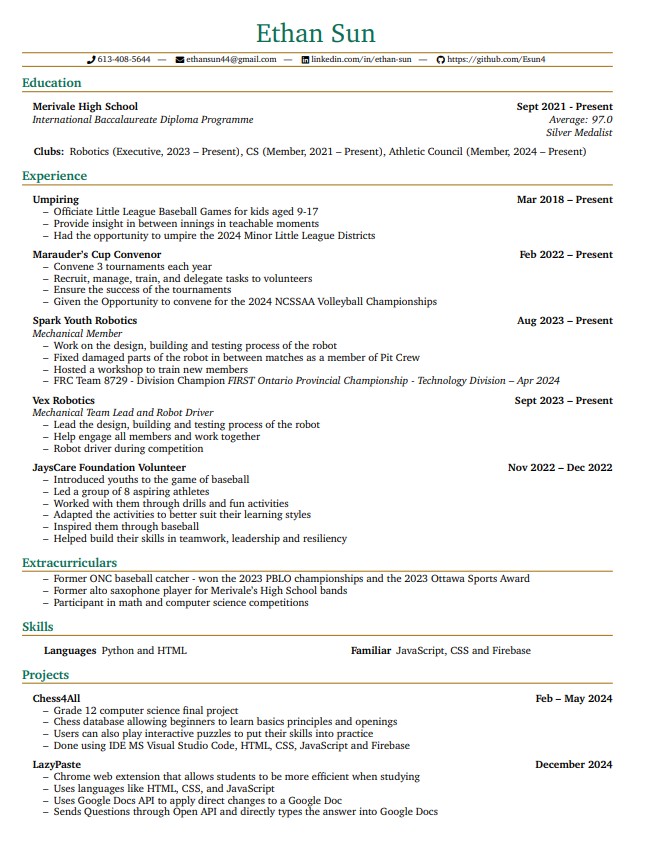 Ethan Sun
613-408-5644 — ethansun44@gmail.com — linkedin.com/in/ethan-sun — https://github.com/Esun4
Education
Merivale High School Sept 2021 - Present
International Baccalaureate Diploma Programme Average: 97.0
Silver Medalist
Clubs: Robotics (Executive, 2023 – Present), CS (Member, 2021 – Present), Athletic Council (Member, 2024 – Present)
Experience
Umpiring Mar 2018 – Present
– Officiate Little League Baseball Games for kids aged 9-17
– Provide insight in between innings in teachable moments
– Had the opportunity to umpire the 2024 Minor Little League Districts
Marauder's Cup Convenor Feb 2022 – Present
– Convene 3 tournaments each year
– Recruit, manage, train, and delegate tasks to volunteers
– Ensure the success of the tournaments
– Given the Opportunity to convene for the 2024 NCSSAA Volleyball Championships
Spark Youth Robotics Aug 2023 – Present
Mechanical Member
– Work on the design, building and testing process of the robot
– Fixed damaged parts of the robot in between matches as a member of Pit Crew
– Hosted a workshop to train new members
– FRC Team 8729 - Division Champion FIRST Ontario Provincial Championship - Technology Division – Apr 2024
Vex Robotics Sept 2023 – Present
Mechanical Team Lead and Robot Driver
– Lead the design, building and testing process of the robot
– Help engage all members and work together
– Robot driver during competition
JaysCare Foundation Volunteer Nov 2022 – Dec 2022
– Introduced youths to the game of baseball
– Led a group of 8 aspiring athletes
– Worked with them through drills and fun activities
– Adapted the activities to better suit their learning styles
– Inspired them through baseball
– Helped build their skills in teamwork, leadership and resiliency
Extracurriculars
– Former ONC baseball catcher - won the 2023 PBLO championships and the 2023 Ottawa Sports Award
– Former alto saxophone player for Merivale's High School bands
– Participant in math and computer science competitions
Skills
Languages Python and HTML Familiar JavaScript, CSS and Firebase
Projects
Chess4All Feb – May 2024
– Grade 12 computer science final project
– Chess database allowing beginners to learn basics principles and openings
– Users can also play interactive puzzles to put their skills into practice
– Done using IDE MS Visual Studio Code, HTML, CSS, JavaScript and Firebase
LazyPaste December 2024
– Chrome web extension that allows students to be more efficient when studying
– Uses languages like HTML, CSS, and JavaScript
– Uses Google Docs API to apply direct changes to a Google Doc
– Sends Questions through Open API and directly types the answer into Google Docs